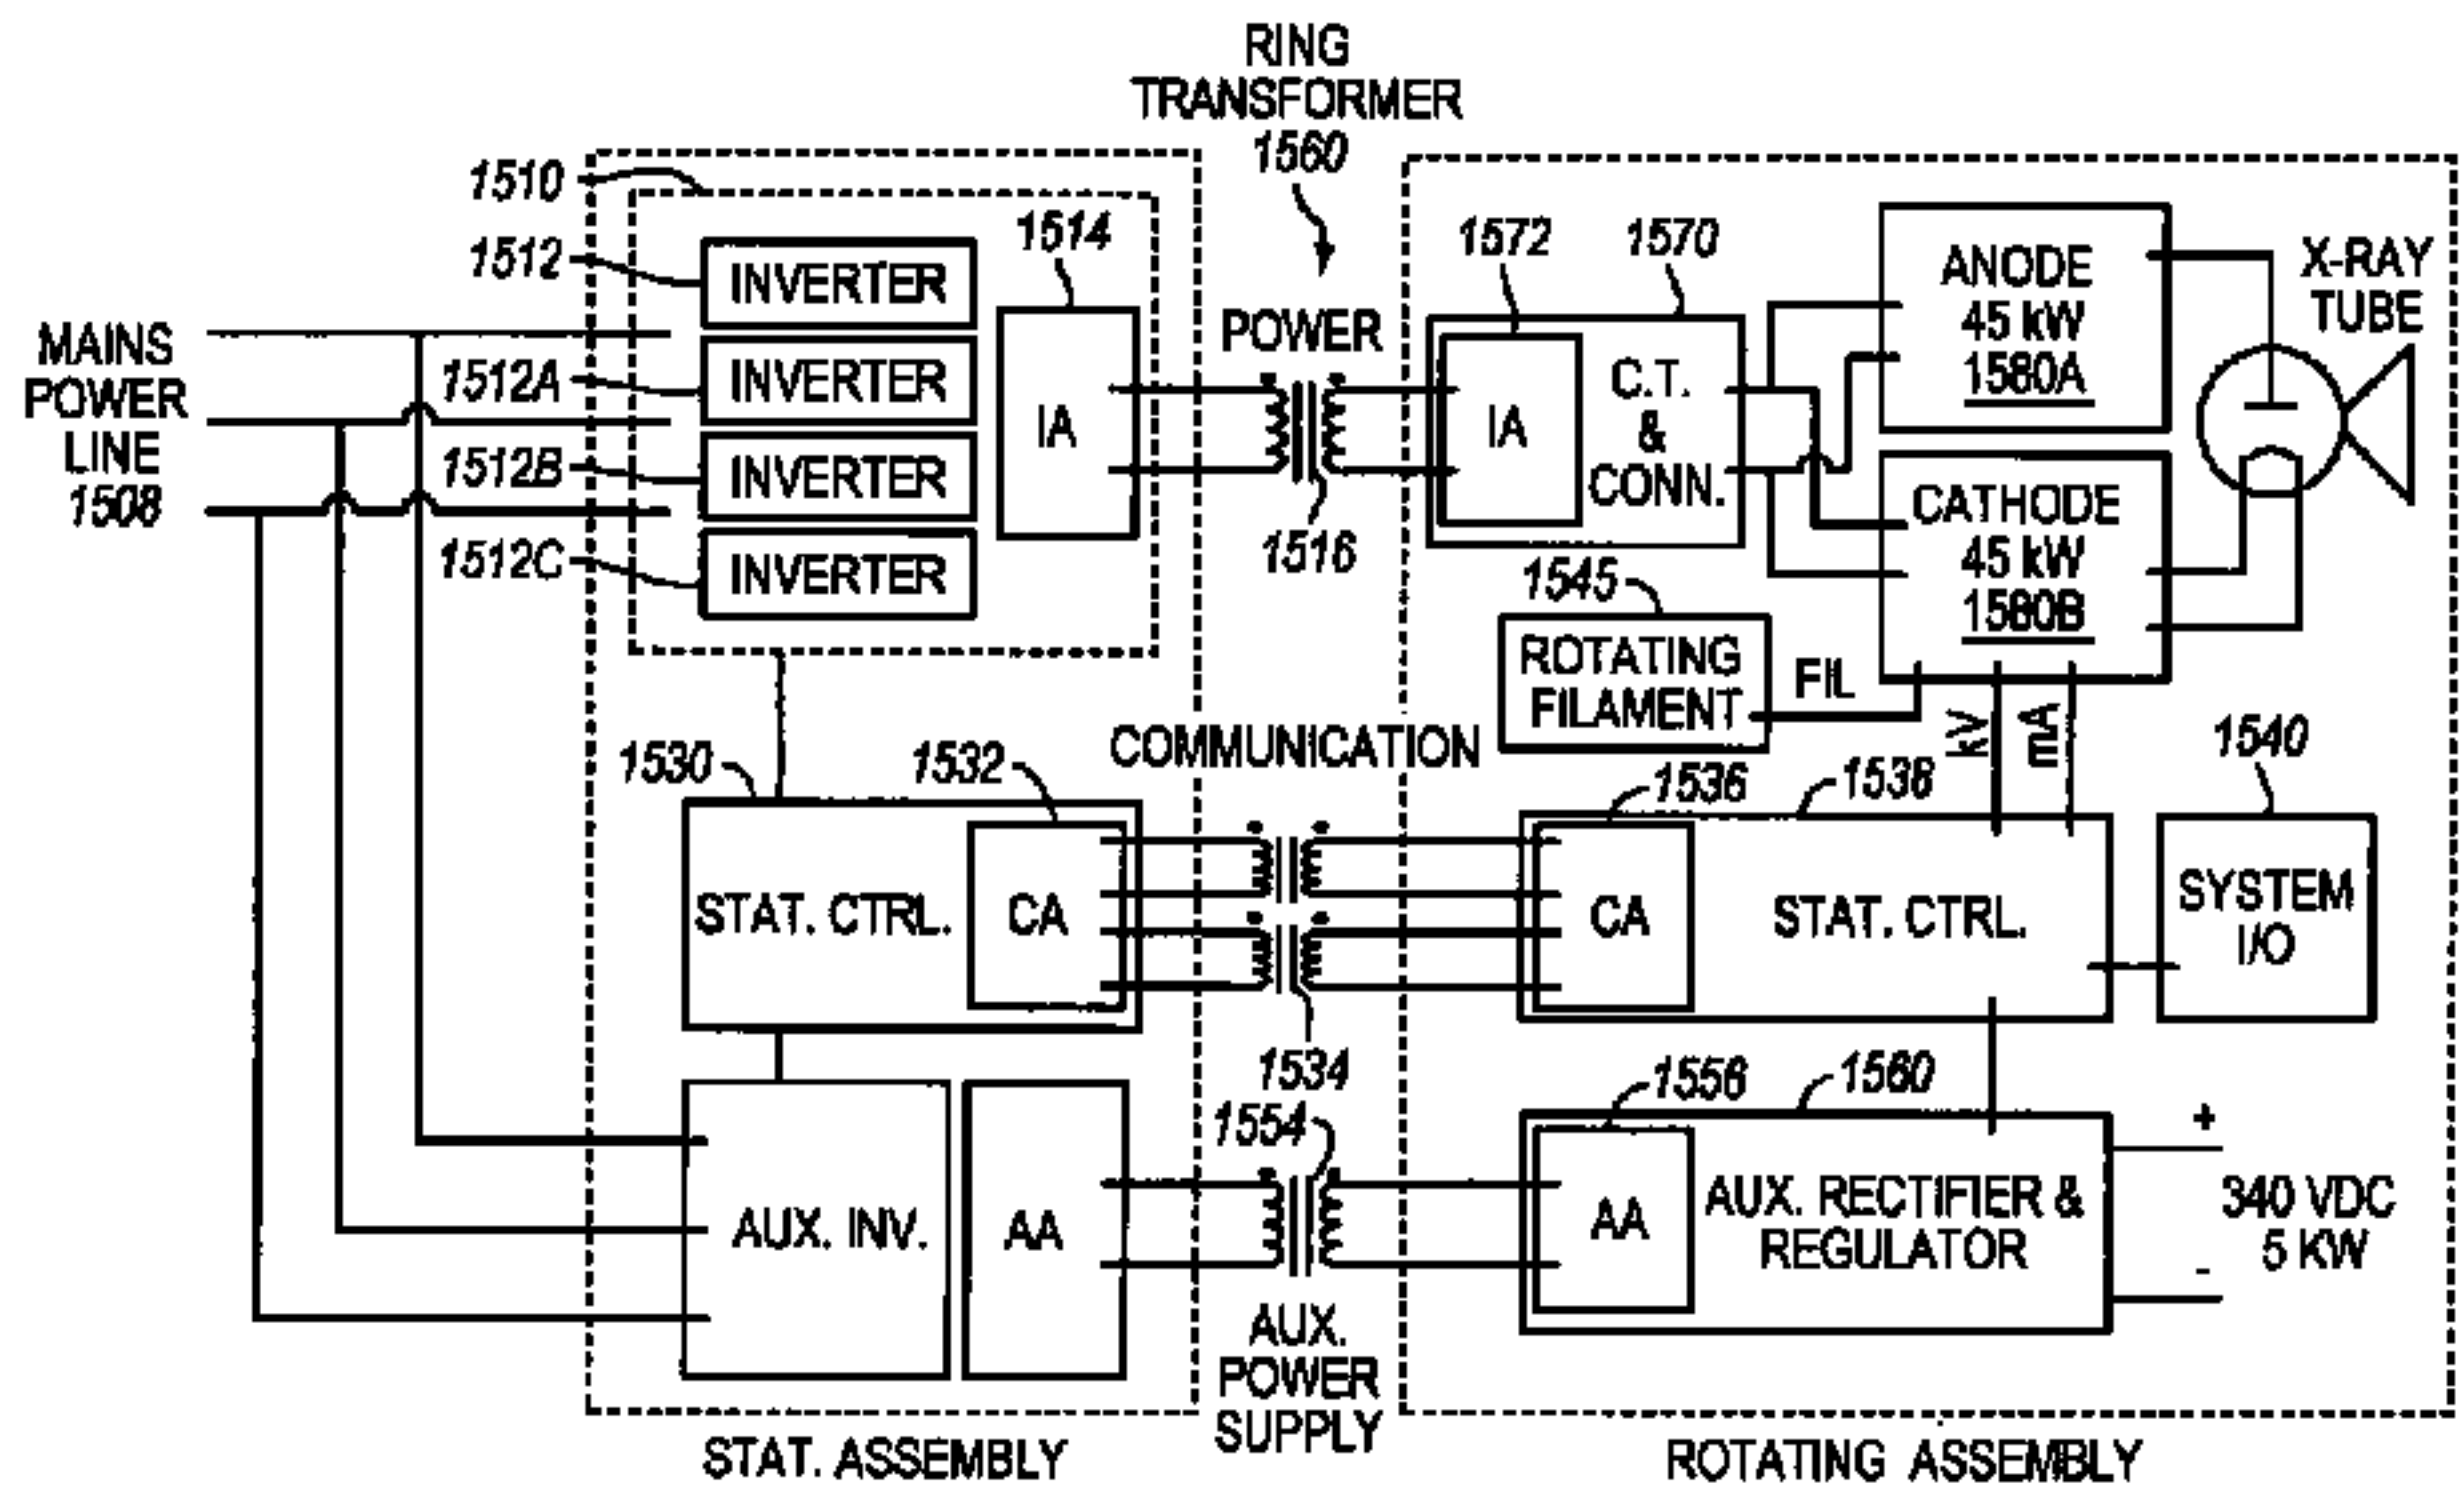 RING
TRANSFORMER
1560
1510
1512
INVERTER
1514
1572
1570
ANODE
45 kW
1580A
X-RAY
TUBE
MAINS
POWER
LINE
1508
1512A
INVERTER
1512B
INVERTER
1512C
INVERTER
IA
POWER
1516
IA
C.T.
&
CONN.
CATHODE
45 kW
1580B
1545
ROTATING
FILAMENT
FIL
kV
mA
COMMUNICATION
1530
1532
STAT. CTRL.
CA
1534
1536
1538
CA
STAT. CTRL.
1540
SYSTEM
I/O
AUX. INV.
AA
1554
1556
1560
AA
AUX. RECTIFIER &
REGULATOR
+
340 VDC
5 KW
-
AUX.
POWER
SUPPLY
STAT. ASSEMBLY
ROTATING ASSEMBLY